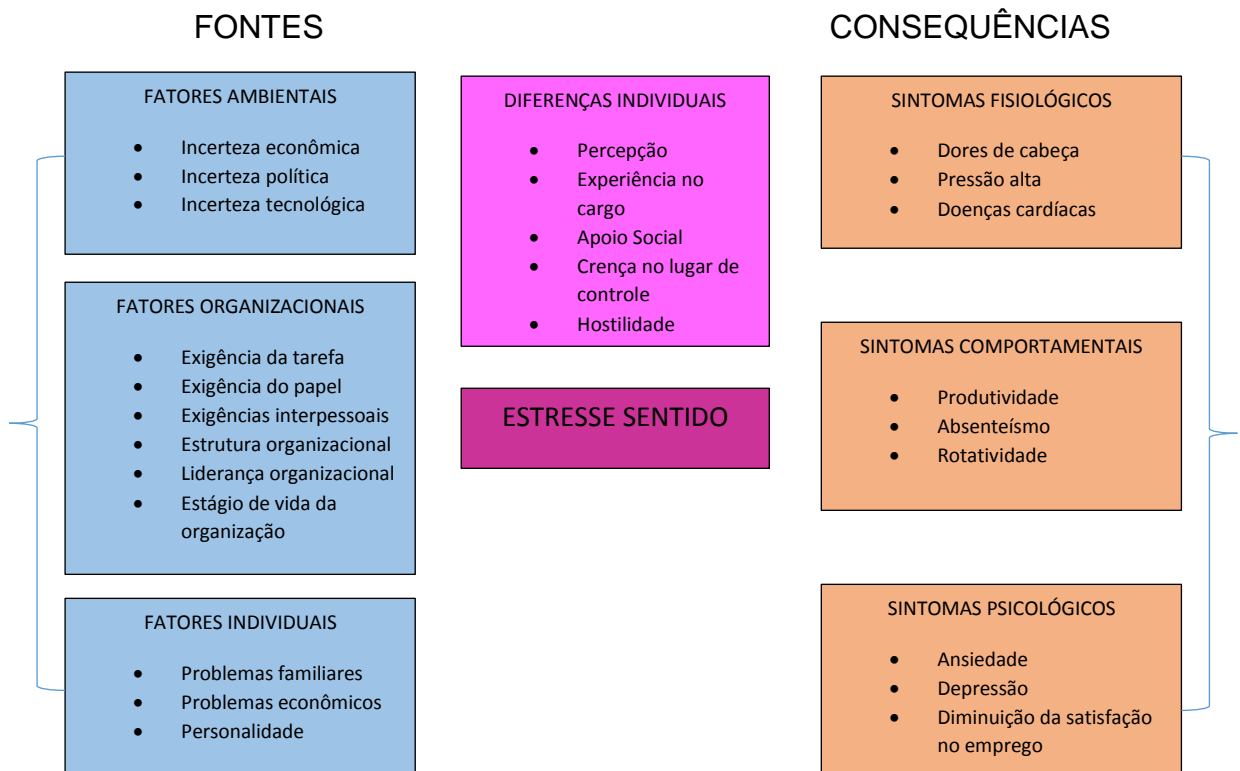 FONTES
CONSEQUÊNCIAS
FATORES AMBIENTAIS
• Incerteza econômica
• Incerteza política
• Incerteza tecnológica
FATORES ORGANIZACIONAIS
• Exigência da tarefa
• Exigência do papel
• Exigências interpessoais
• Estrutura organizacional
• Liderança organizacional
• Estágio de vida da
organização
FATORES INDIVIDUAIS
• Problemas familiares
• Problemas econômicos
• Personalidade
DIFERENÇAS INDIVIDUAIS
• Percepção
• Experiência no
cargo
• Apoio Social
• Crença no lugar de
controle
• Hostilidade
ESTRESSE SENTIDO
SINTOMAS FISIOLÓGICOS
• Dores de cabeça
• Pressão alta
• Doenças cardíacas
SINTOMAS COMPORTAMENTAIS
• Produtividade
• Absenteísmo
• Rotatividade
SINTOMAS PSICOLÓGICOS
• Ansiedade
• Depressão
• Diminuição da satisfação
no emprego